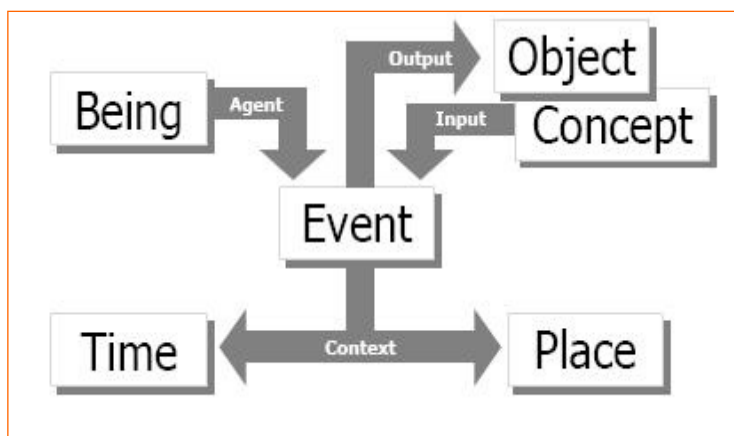 Output
Object
Being
Agent
Input
Concept
Event
Time
Context
Place